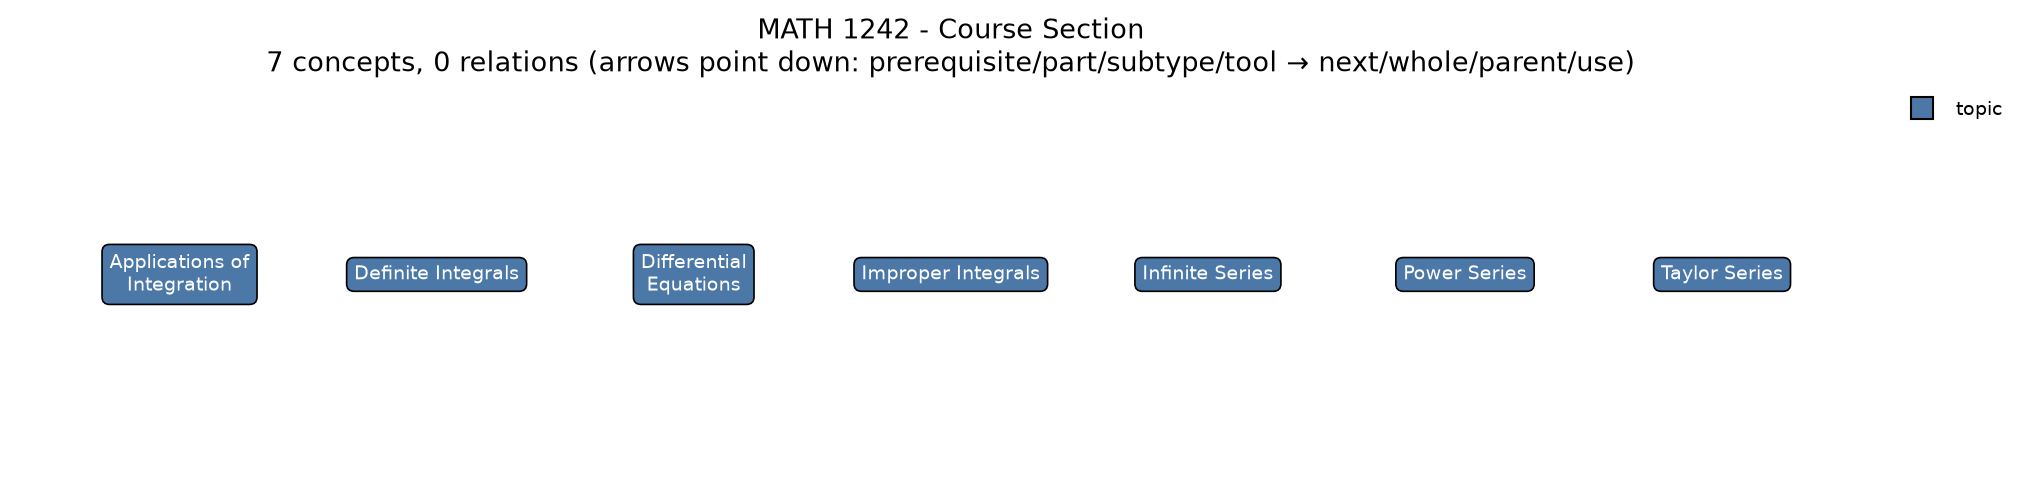 MATH 1242 - Course Section
7 concepts, 0 relations (arrows point down: prerequisite/part/subtype/tool → next/whole/parent/use)
topic
Applications of
Integration
Definite Integrals
Differential
Equations
Improper Integrals
Infinite Series
Power Series
Taylor Series